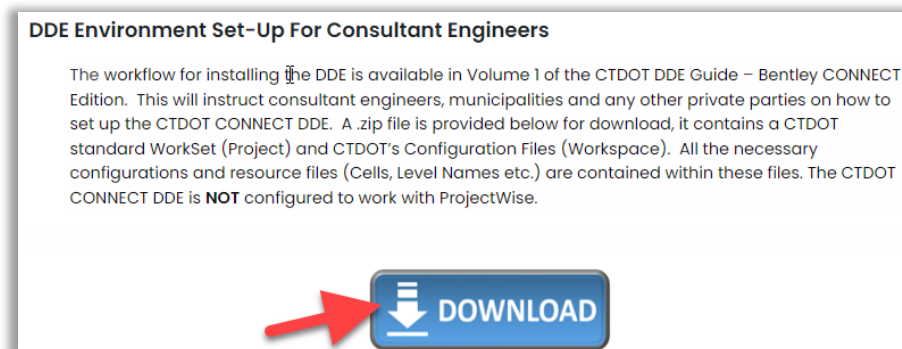 DDE Environment Set-Up For Consultant Engineers
The workflow for installing the DDE is available in Volume 1 of the CTDOT DDE Guide – Bentley CONNECT
Edition.  This will instruct consultant engineers, municipalities and any other private parties on how to
set up the CTDOT CONNECT DDE.  A .zip file is provided below for download, it contains a CTDOT
standard WorkSet (Project) and CTDOT's Configuration Files (Workspace).  All the necessary
configurations and resource files (Cells, Level Names etc.) are contained within these files. The CTDOT
CONNECT DDE is NOT configured to work with ProjectWise.
DOWNLOAD